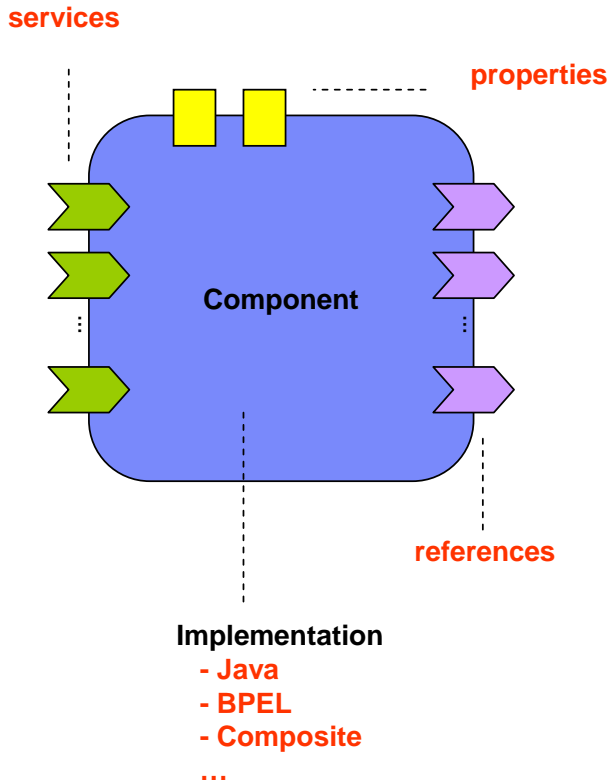 services
properties
Component
...
...
references
Implementation
- Java
- BPEL
- Composite
...